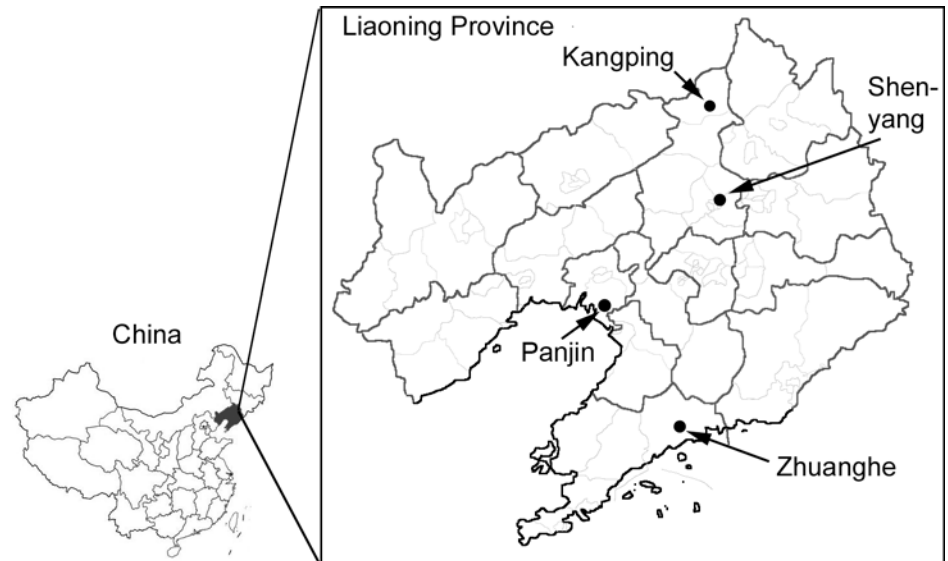 Liaoning Province
Kangping
Shen-
yang
China
Panjin
Zhuanghe